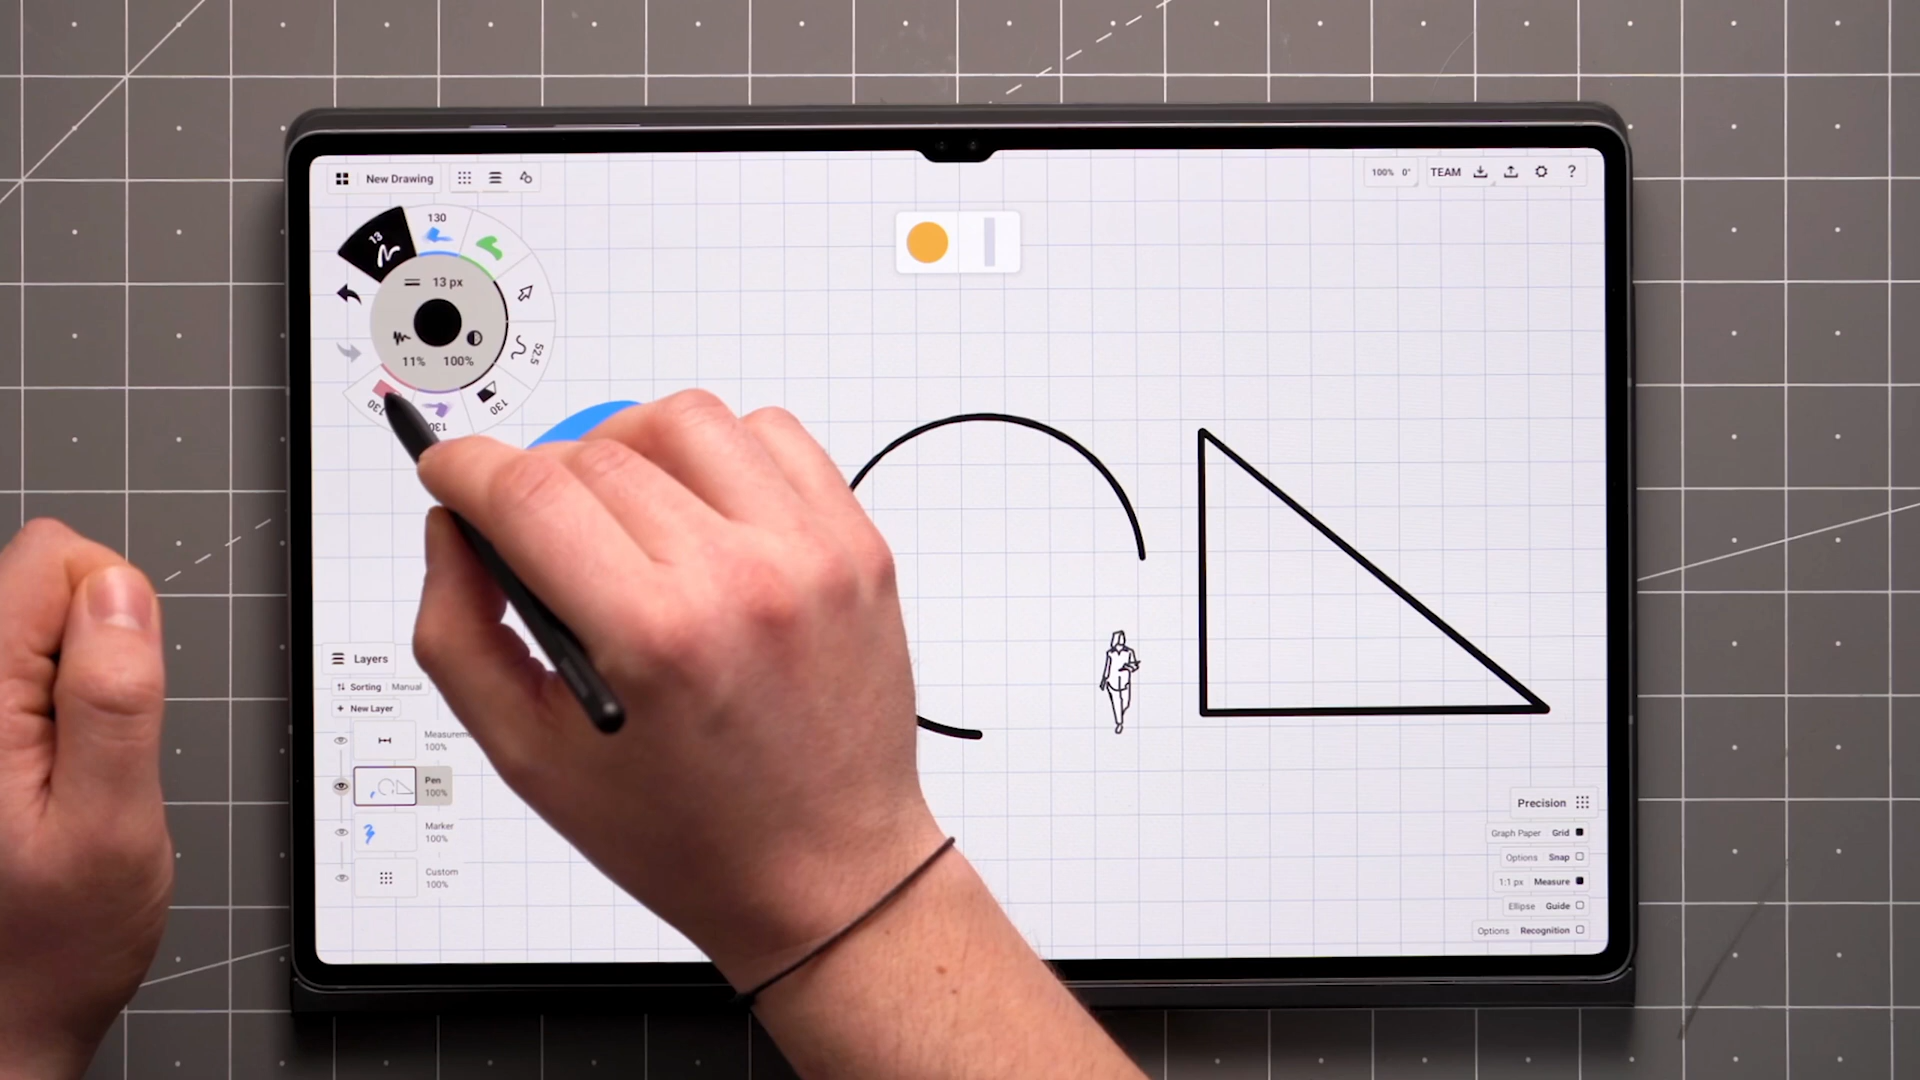 New Drawing
100% 0°
TEAM
?
13
130
13 px
11%
100%
52.5
130
130
130
Layers
Sorting Manual
+ New Layer
Measurem
100%
Pen
100%
Marker
100%
Custom
100%
Precision
Graph Paper Grid
Options Snap
1:1 px Measure
Ellipse Guide
Options Recognition